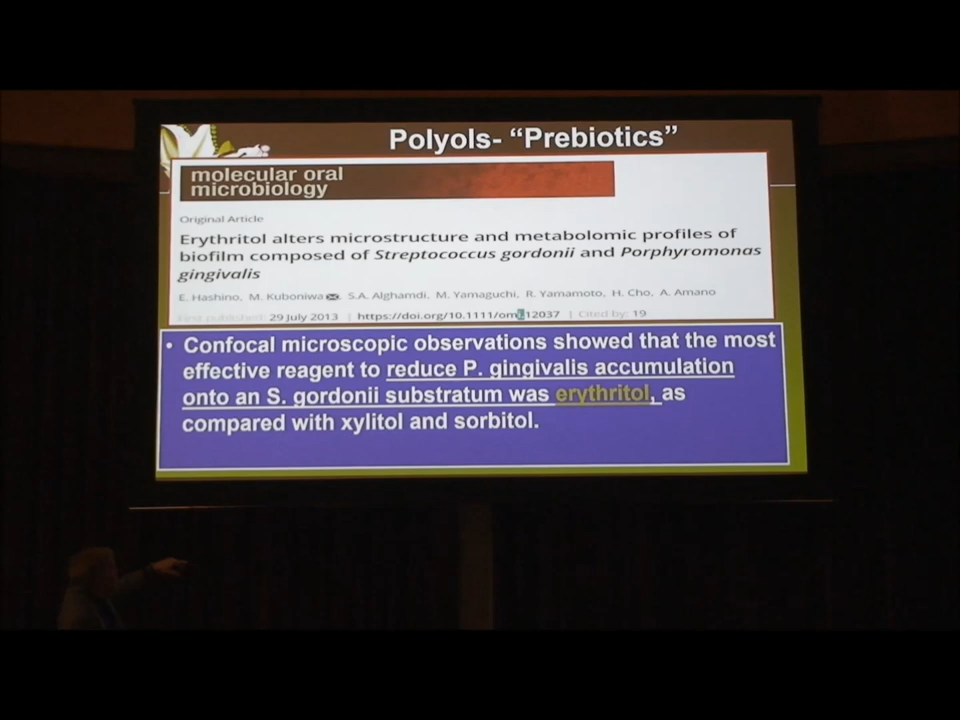 Polyols- “Prebiotics”
molecular oral
microbiology
Original Article
Erythritol alters microstructure and metabolomic profiles of
biofilm composed of Streptococcus gordonii and Porphyromonas
gingivalis
E. Hashino, M. Kuboniwa, S.A. Alghamdi, M. Yamaguchi, R. Yamamoto, H. Cho, A. Amano
First published: 29 July 2013 | https://doi.org/10.1111/omi.12037 | Cited by: 19
• Confocal microscopic observations showed that the most
effective reagent to reduce P. gingivalis accumulation
onto an S. gordonii substratum was erythritol, as
compared with xylitol and sorbitol.